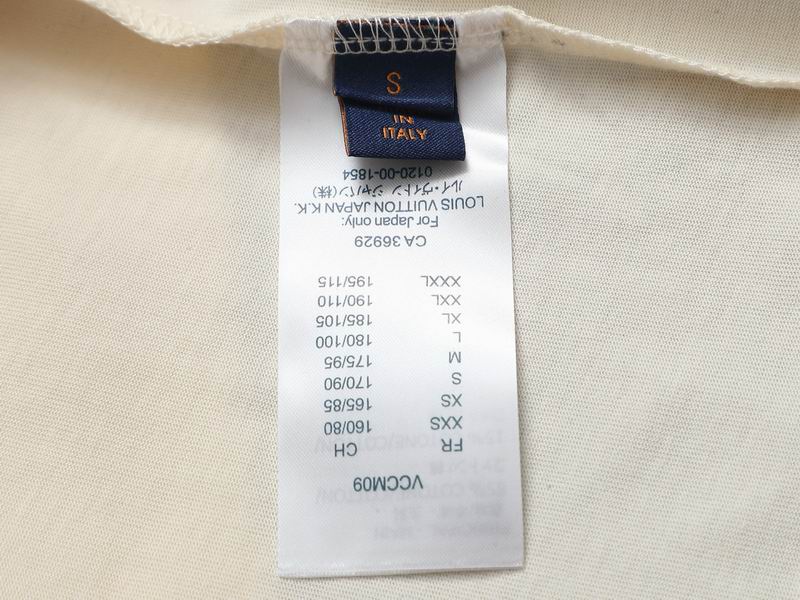 S
IN
ITALY
VCCM09
FR CH
XXS 160/80
XS 165/85
S 170/90
M 175/95
L 180/100
XL 185/105
XXL 190/110
XXXL 195/115
CA 36929
For Japan only:
LOUIS VUITTON JAPAN K.K.
ルイ・ヴィトン ジャパン(株)
0120-00-1854